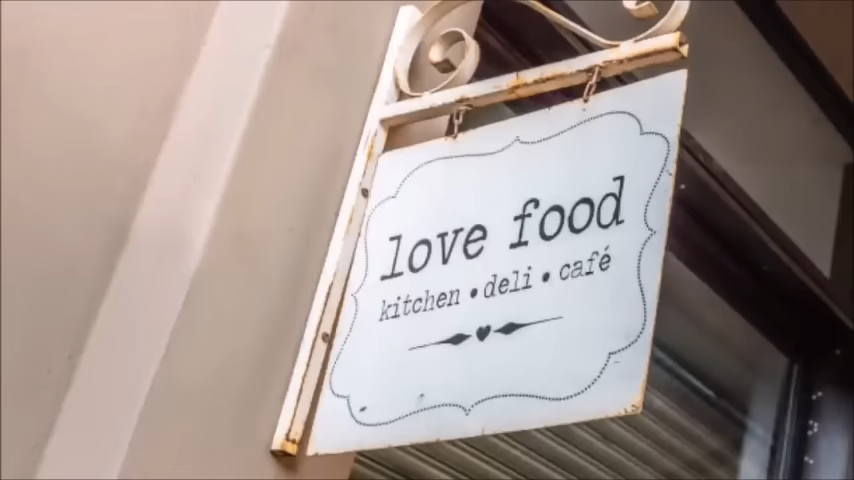 love food
kitchen • deli • café